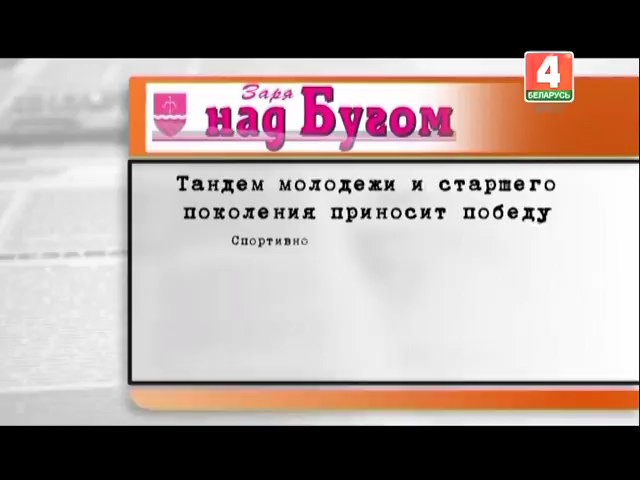 4
БЕЛАРУСЬ
Заря
над Бугом
Тандем молодежи и старшего
поколения приносит победу
Спортивно